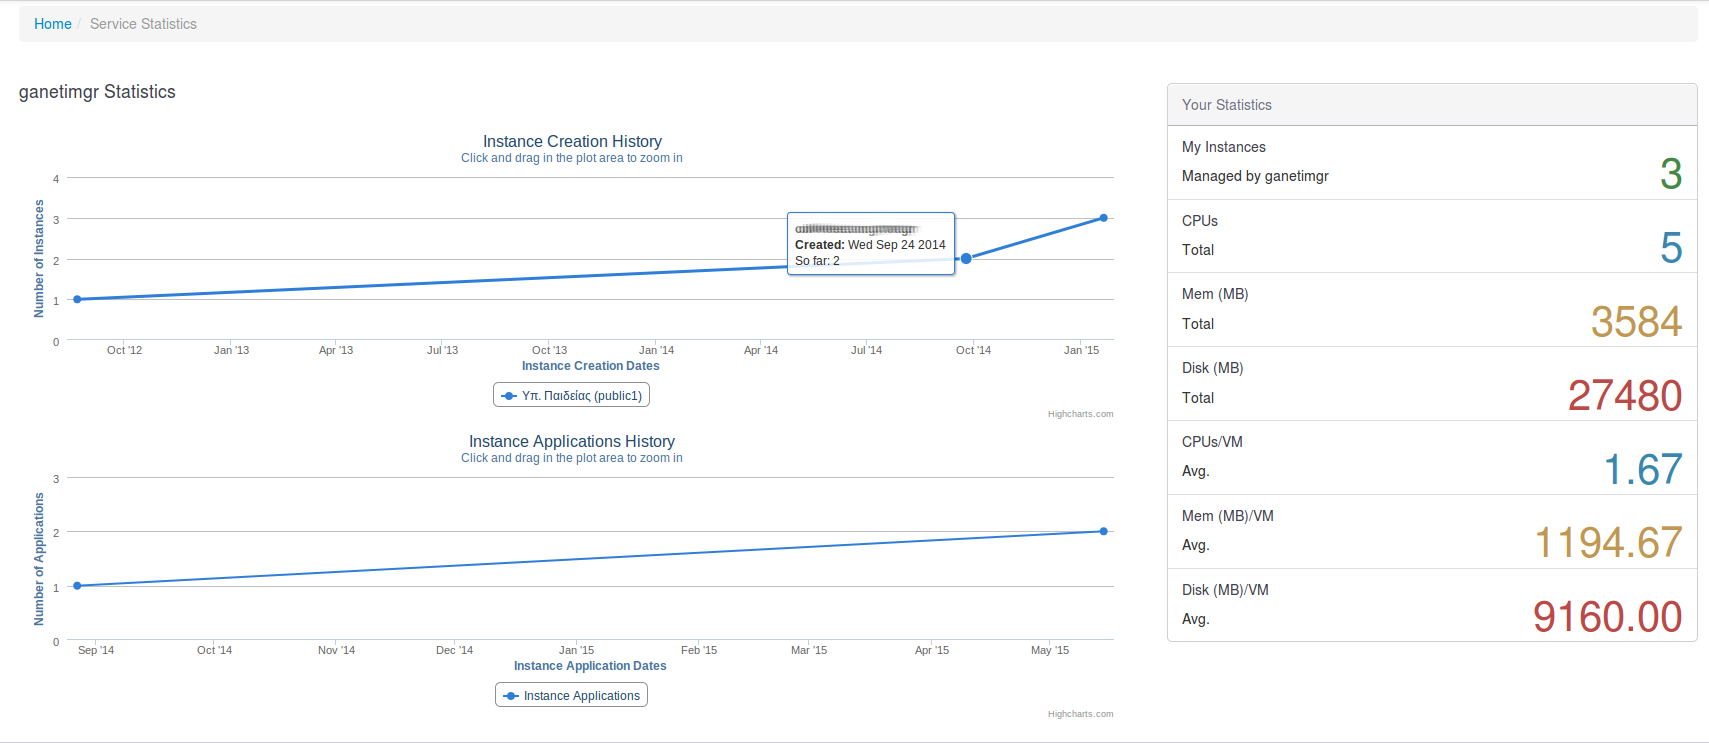 Home / Service Statistics
ganetimgr Statistics
Instance Creation History
Click and drag in the plot area to zoom in
Number of Instances
4
3
2
1
0
Created: Wed Sep 24 2014
So far: 2
Oct '12 Jan '13 Apr '13 Jul '13 Oct '13 Jan '14 Apr '14 Jul '14 Oct '14 Jan '15
Instance Creation Dates
Υπ. Παιδείας (public1)
Highcharts.com
Instance Applications History
Click and drag in the plot area to zoom in
Number of Applications
3
2
1
0
Sep '14 Oct '14 Nov '14 Dec '14 Jan '15 Feb '15 Mar '15 Apr '15 May '15
Instance Application Dates
Instance Applications
Highcharts.com
Your Statistics
My Instances
Managed by ganetimgr
3
CPUs
Total
5
Mem (MB)
Total
3584
Disk (MB)
Total
27480
CPUs/VM
Avg.
1.67
Mem (MB)/VM
Avg.
1194.67
Disk (MB)/VM
Avg.
9160.00